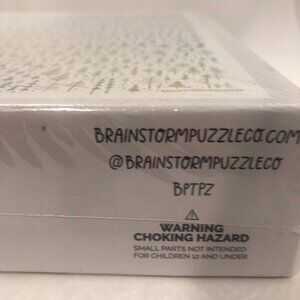 BRAINSTORMPUZZLECO.COM
@BRAINSTORMPUZZLECO
BPTPZ
WARNING
CHOKING HAZARD
SMALL PARTS NOT INTENDED
FOR CHILDREN 12 AND UNDER